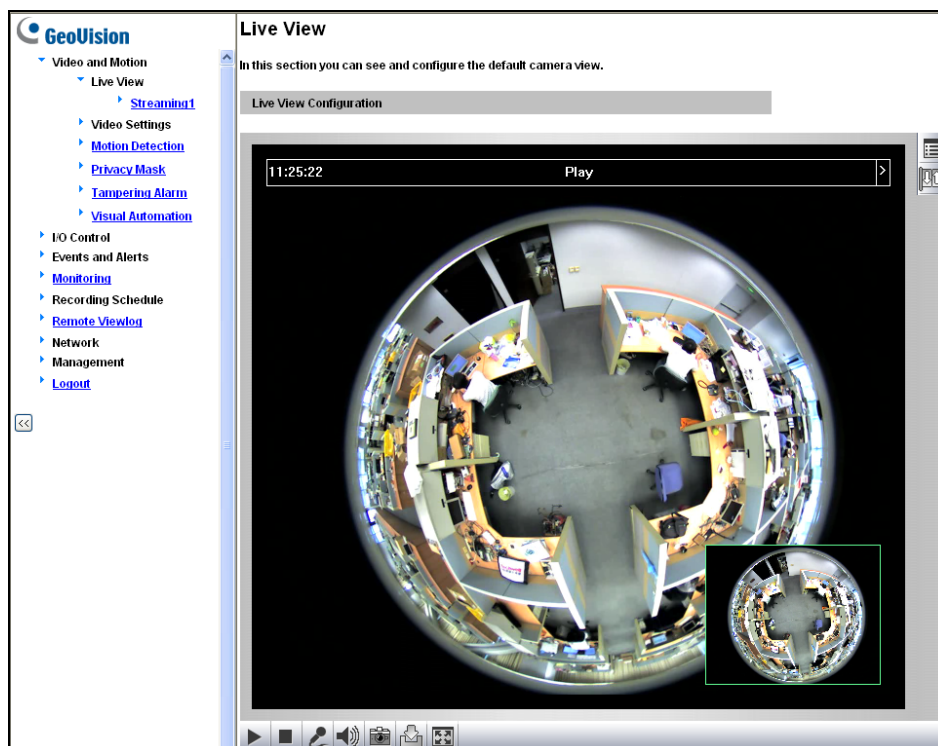 GeoVision
Video and Motion
Live View
Streaming1
Video Settings
Motion Detection
Privacy Mask
Tampering Alarm
Visual Automation
I/O Control
Events and Alerts
Monitoring
Recording Schedule
Remote Viewlog
Network
Management
Logout
<<
Live View
In this section you can see and configure the default camera view.
Live View Configuration
11:25:22 Play >